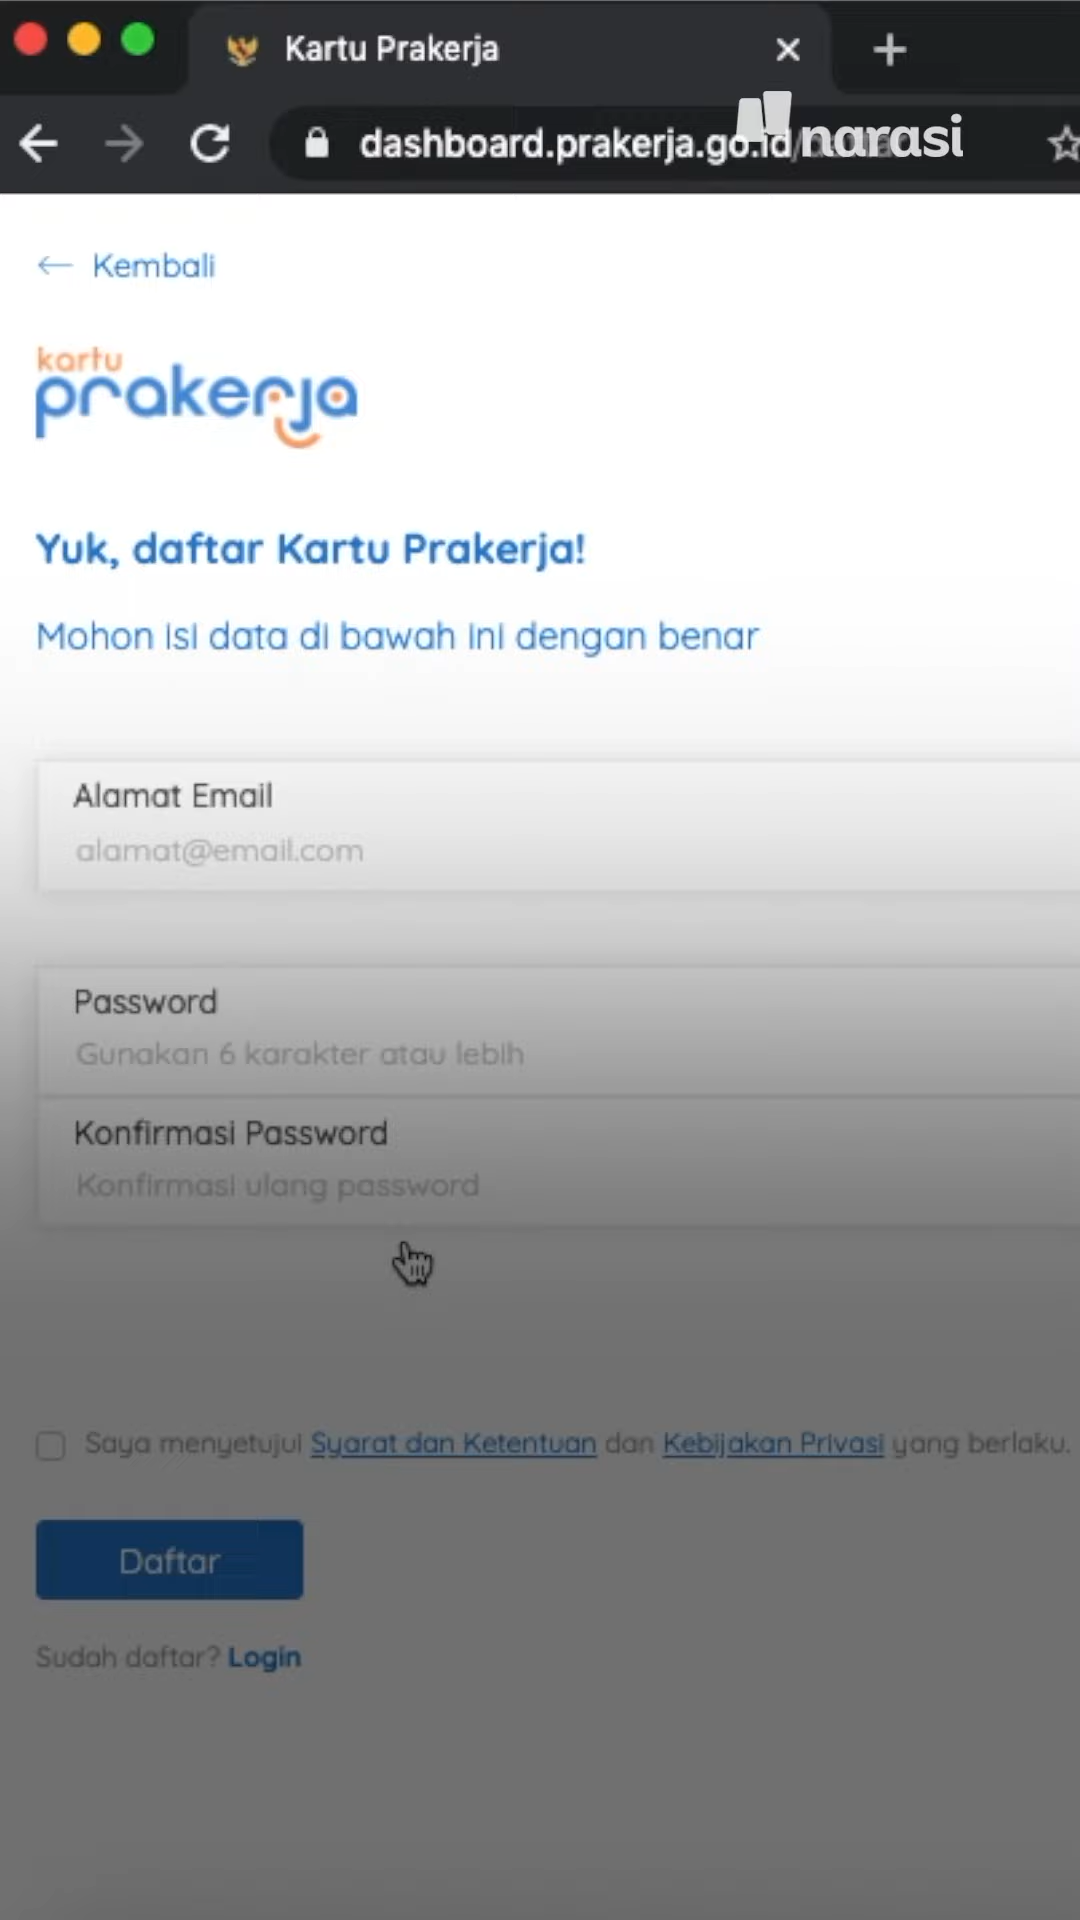 Kartu Prakerja
dashboard.prakerja.go.id/daftar
narasi
Kembali
kartu
prakerja
Yuk, daftar Kartu Prakerja!
Mohon isi data di bawah ini dengan benar
Alamat Email
alamat@email.com
Password
Gunakan 6 karakter atau lebih
Konfirmasi Password
Konfirmasi ulang password
Saya menyetujui Syarat dan Ketentuan dan Kebijakan Privasi yang berlaku.
Daftar
Sudah daftar? Login